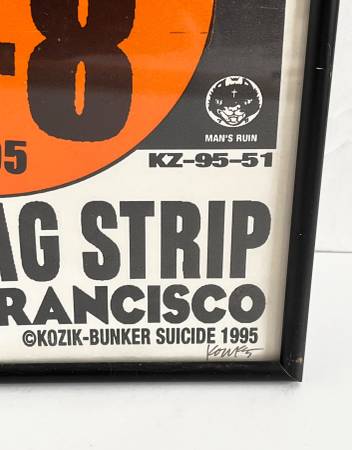 -8
95
MAN'S RUIN
KZ-95-51
AG STRIP
RANCISCO
©KOZIK-BUNKER SUICIDE 1995